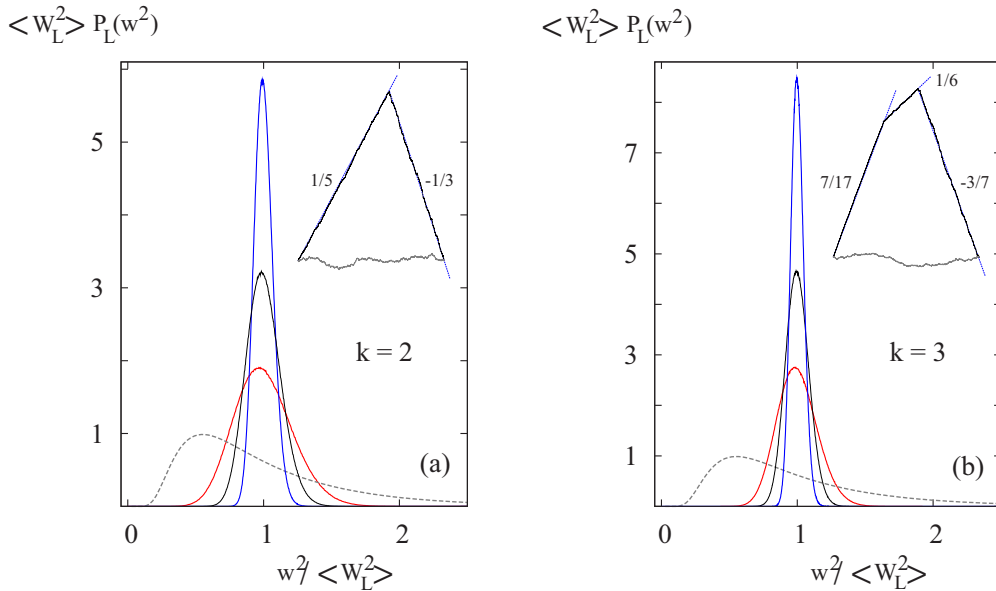 <W_L^2> P_L(w^2)
5
3
1
0
1
2
1/5
-1/3
k = 2
(a)
w^2/ <W_L^2>
<W_L^2> P_L(w^2)
7
5
3
1
0
1
2
1/6
7/17
-3/7
k = 3
(b)
w^2/ <W_L^2>